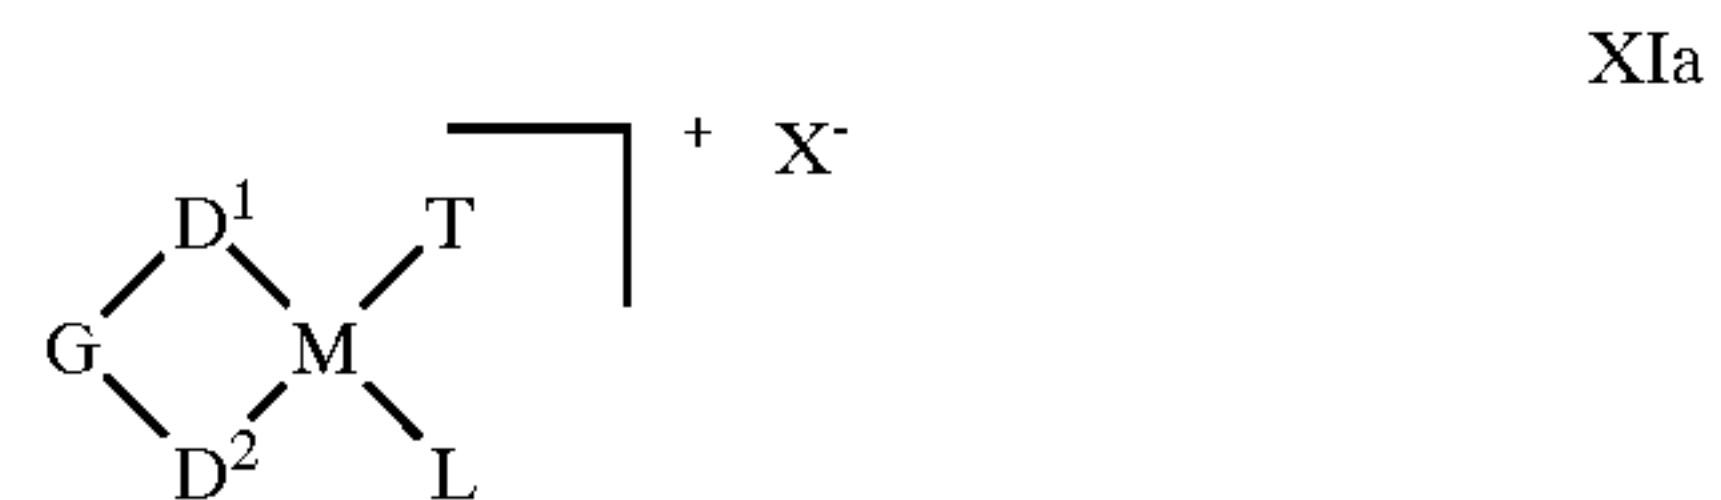 XIa
+ X-
D1 T
G M
D2 L